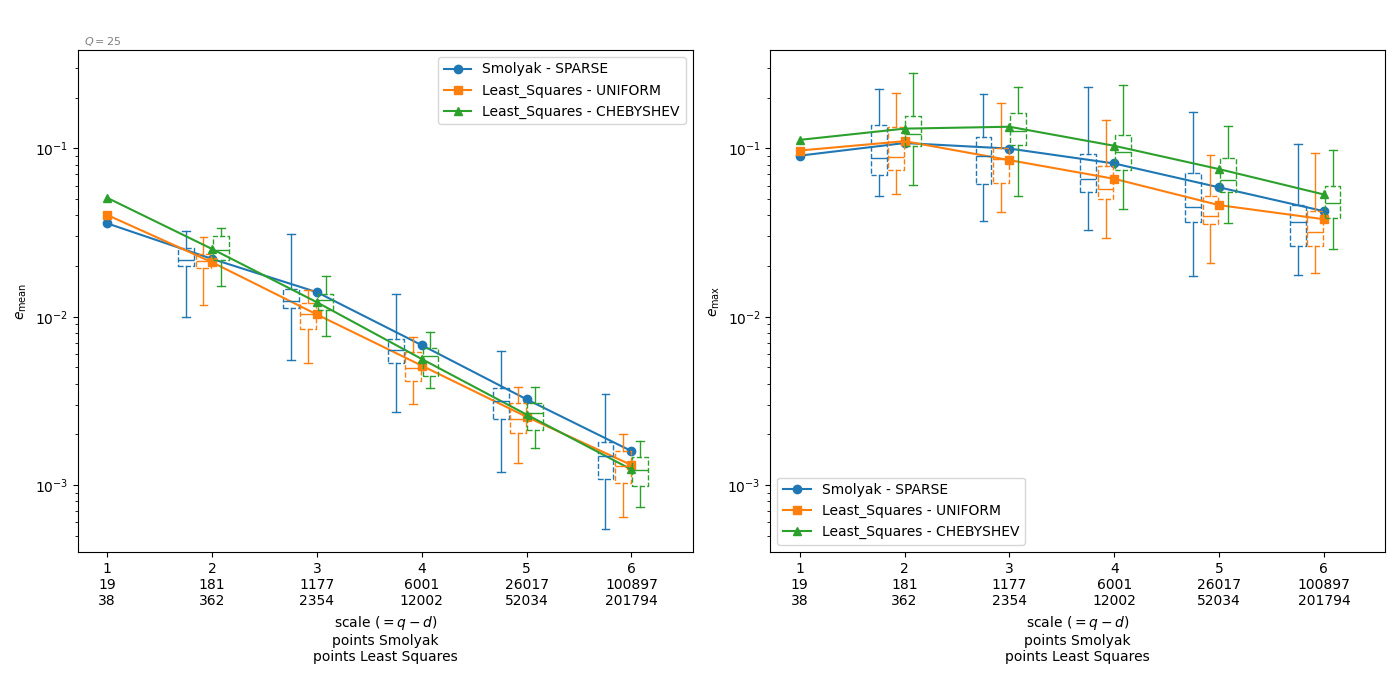 Q = 25
Smolyak - SPARSE
Least_Squares - UNIFORM
Least_Squares - CHEBYSHEV
10⁻¹
10⁻²
10⁻³
e_mean
1 2 3 4 5 6
19 181 1177 6001 26017 100897
38 362 2354 12002 52034 201794
scale (= q − d)
points Smolyak
points Least Squares
10⁻¹
10⁻²
10⁻³
e_max
Smolyak - SPARSE
Least_Squares - UNIFORM
Least_Squares - CHEBYSHEV
1 2 3 4 5 6
19 181 1177 6001 26017 100897
38 362 2354 12002 52034 201794
scale (= q − d)
points Smolyak
points Least Squares